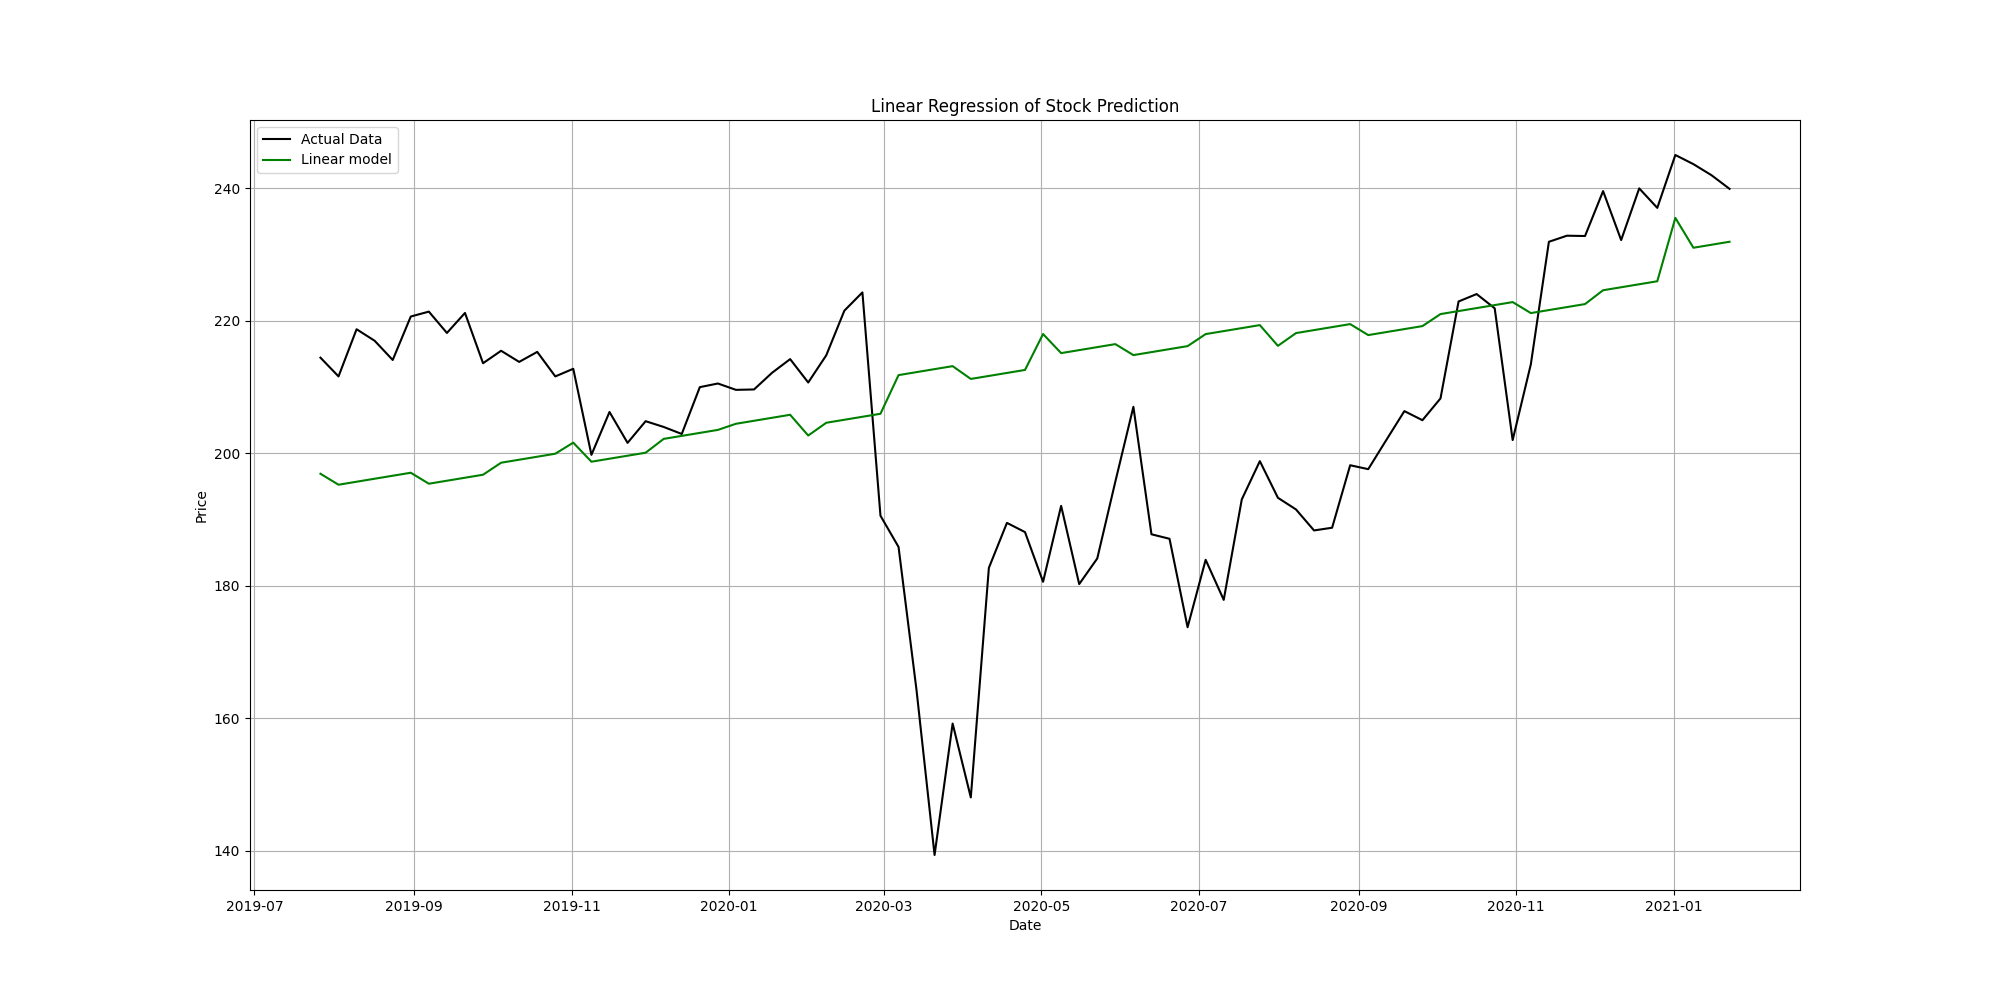 Linear Regression of Stock Prediction
Actual Data
Linear model
240
220
200
180
160
140
Price
2019-07 2019-09 2019-11 2020-01 2020-03 2020-05 2020-07 2020-09 2020-11 2021-01
Date